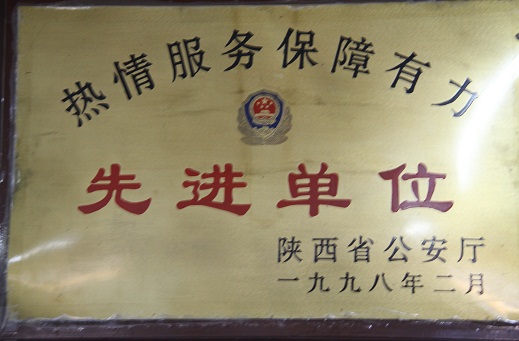 热情服务保障有力
先进单位
陕西省公安厅
一九九八年二月